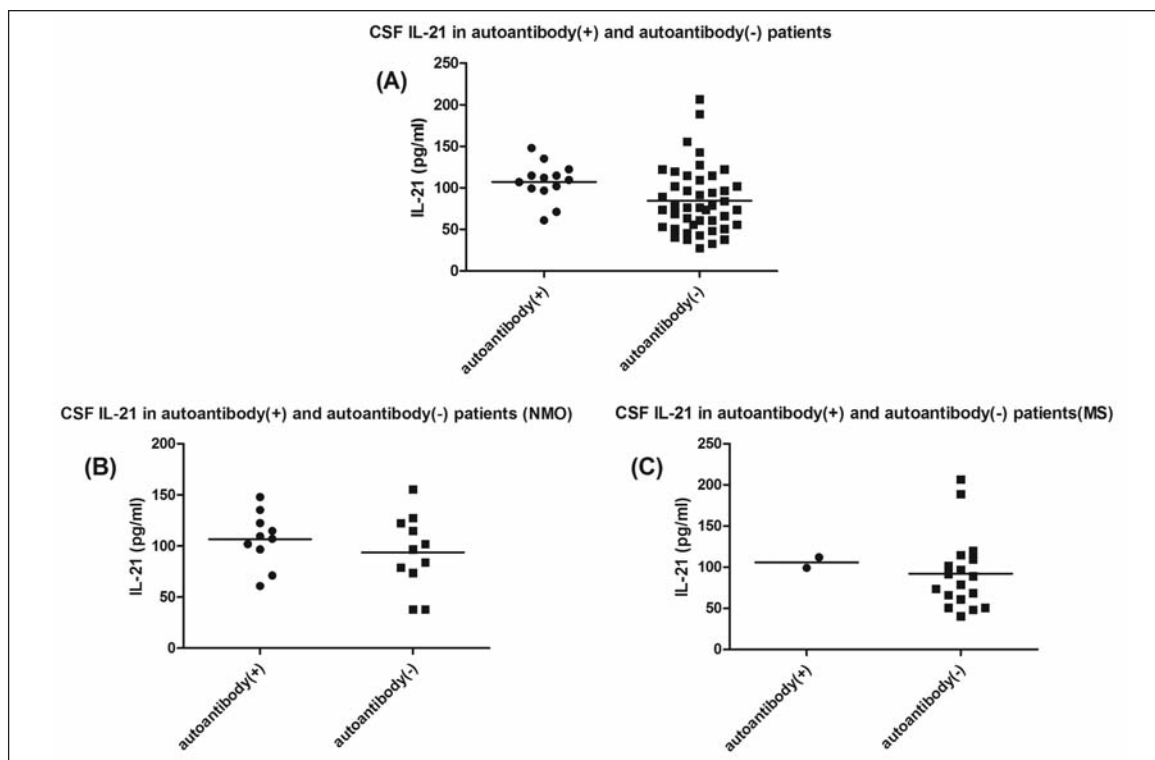 CSF IL-21 in autoantibody(+) and autoantibody(-) patients
(A)
IL-21 (pg/ml)
250
200
150
100
50
0
autoantibody(+)
autoantibody(-)
CSF IL-21 in autoantibody(+) and autoantibody(-) patients (NMO)
(B)
IL-21 (pg/ml)
200
150
100
50
0
autoantibody(+)
autoantibody(-)
CSF IL-21 in autoantibody(+) and autoantibody(-) patients(MS)
(C)
IL-21 (pg/ml)
250
200
150
100
50
0
autoantibody(+)
autoantibody(-)